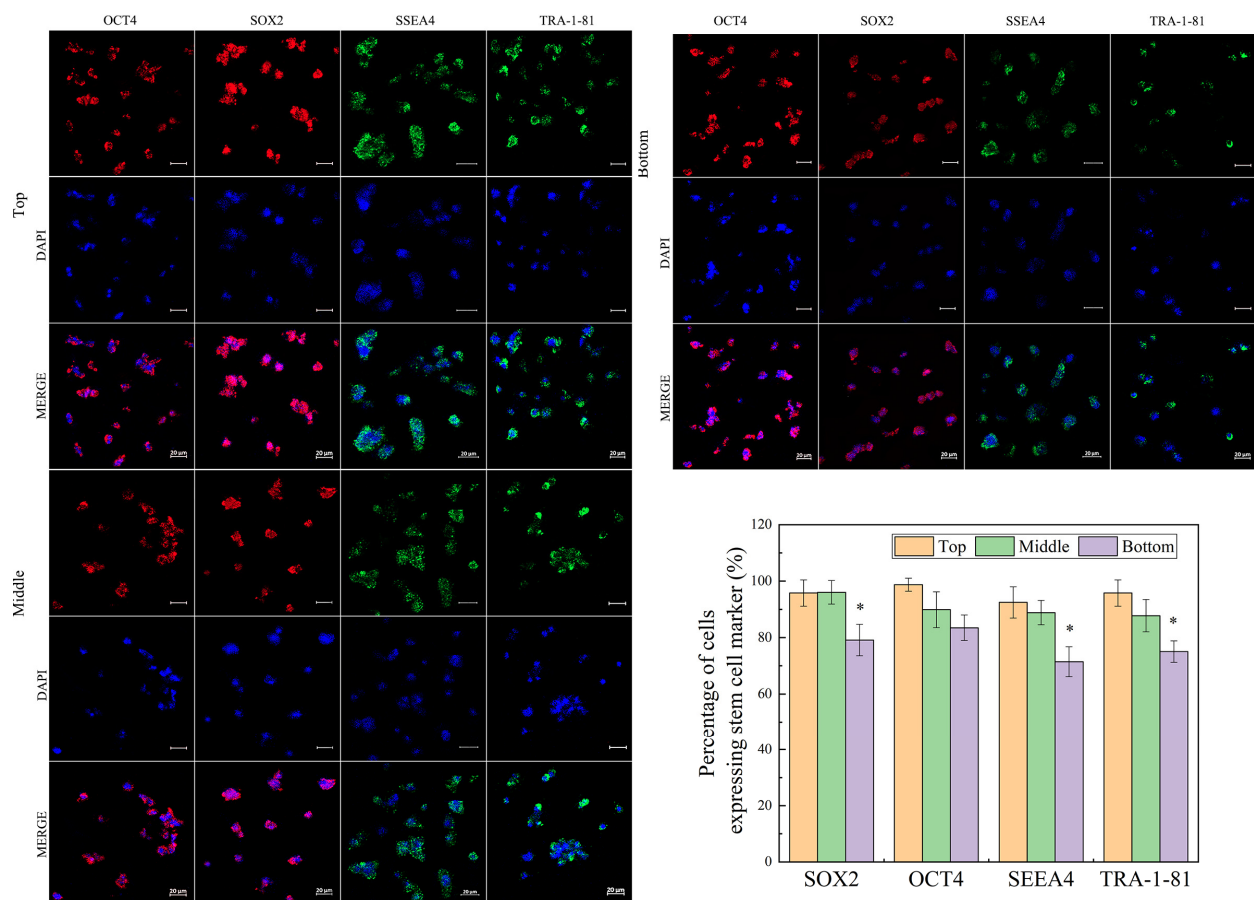 OCT4 SOX2 SSEA4 TRA-1-81
Top
DAPI
MERGE
20 μm 20 μm 20 μm 20 μm
Middle
DAPI
MERGE
20 μm 20 μm 20 μm 20 μm
OCT4 SOX2 SSEA4 TRA-1-81
Bottom
DAPI
MERGE
20 μm 20 μm 20 μm 20 μm
Percentage of cells
expressing stem cell marker (%)
120
100
80
60
40
20
0
Top Middle Bottom
* * *
SOX2 OCT4 SEEA4 TRA-1-81